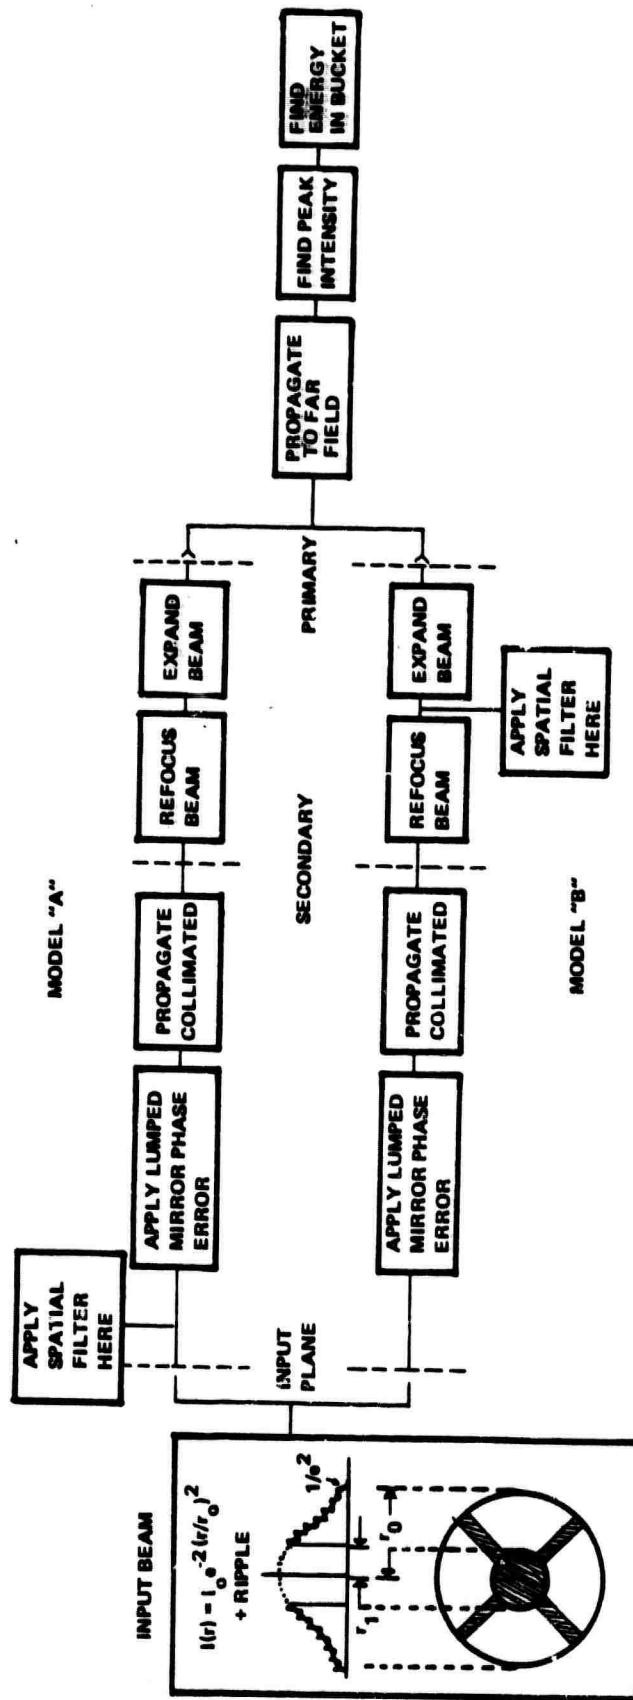 INPUT BEAM
I(r) = I₀e^-2(r/r₀)^2
+ RIPPLE
1/e²
r₁
r₀
INPUT
PLANE
MODEL "A"
APPLY
SPATIAL
FILTER
HERE
APPLY LUMPED
MIRROR PHASE
ERROR
PROPAGATE
COLLIMATED
REFOCUS
BEAM
EXPAND
BEAM
SECONDARY
PRIMARY
APPLY LUMPED
MIRROR PHASE
ERROR
PROPAGATE
COLLIMATED
REFOCUS
BEAM
EXPAND
BEAM
APPLY
SPATIAL
FILTER
HERE
MODEL "B"
PROPAGATE
TO FAR
FIELD
FIND PEAK
INTENSITY
FIND
ENERGY
IN BUCKET